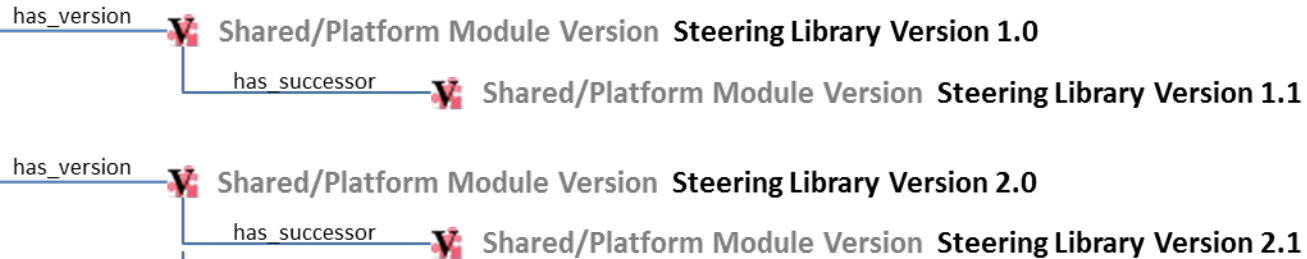 has_version
Shared/Platform Module Version Steering Library Version 1.0
has_successor
Shared/Platform Module Version Steering Library Version 1.1
has_version
Shared/Platform Module Version Steering Library Version 2.0
has_successor
Shared/Platform Module Version Steering Library Version 2.1